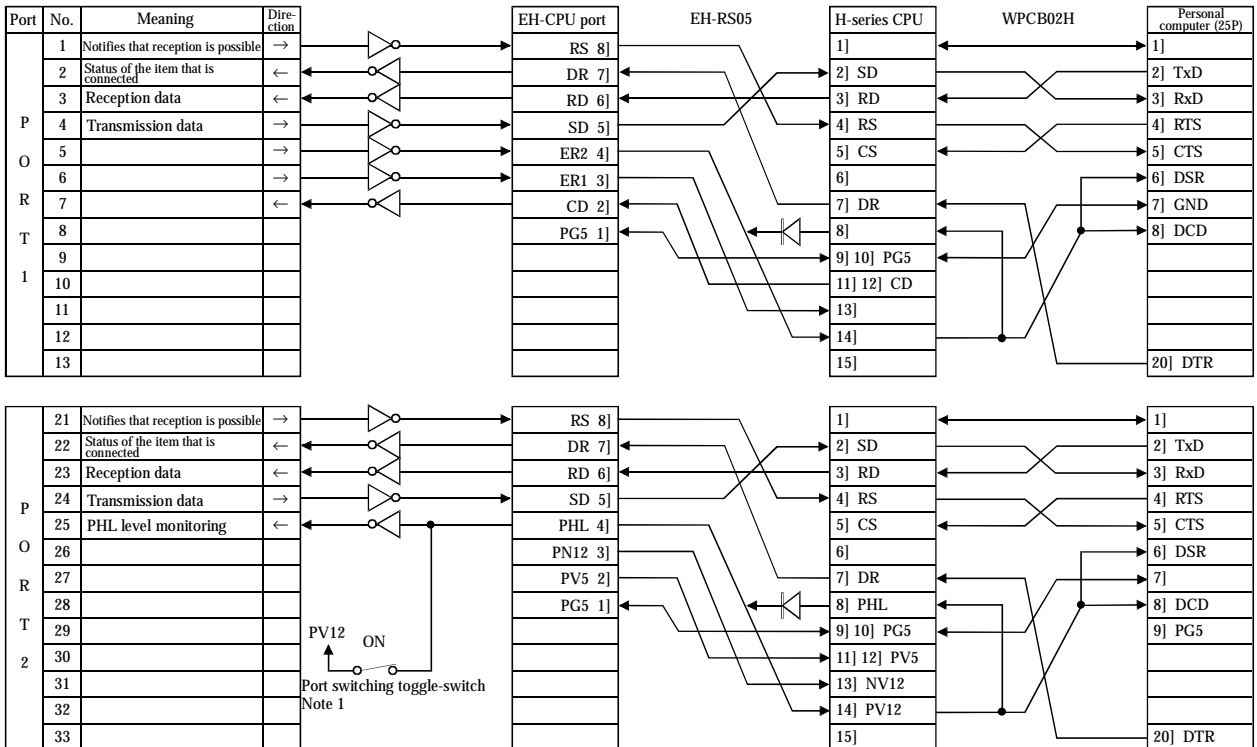 Port No. Meaning Dire-ction EH-CPU port EH-RS05 H-series CPU WPCB02H Personal computer (25P)
PORT 1
1 Notifies that reception is possible → RS 8] 1] 1]
2 Status of the item that is connected ← DR 7] 2] SD 2] TxD
3 Reception data ← RD 6] 3] RD 3] RxD
4 Transmission data → SD 5] 4] RS 4] RTS
5 → ER2 4] 5] CS 5] CTS
6 → ER1 3] 6] 6] DSR
7 ← CD 2] 7] DR 7] GND
8 PG5 1] 8] 8] DCD
9 9] 10] PG5
10 11] 12] CD
11 13]
12 14]
13 15] 20] DTR
PORT 2
21 Notifies that reception is possible → RS 8] 1] 1]
22 Status of the item that is connected ← DR 7] 2] SD 2] TxD
23 Reception data ← RD 6] 3] RD 3] RxD
24 Transmission data → SD 5] 4] RS 4] RTS
25 PHL level monitoring ← PHL 4] 5] CS 5] CTS
26 PN12 3] 6] 6] DSR
27 PV5 2] 7] DR 7]
28 PG5 1] 8] PHL 8] DCD
29 PV12 ON 9] 10] PG5 9] PG5
30 11] 12] PV5
31 Port switching toggle-switch 13] NV12
32 Note 1 14] PV12
33 15] 20] DTR